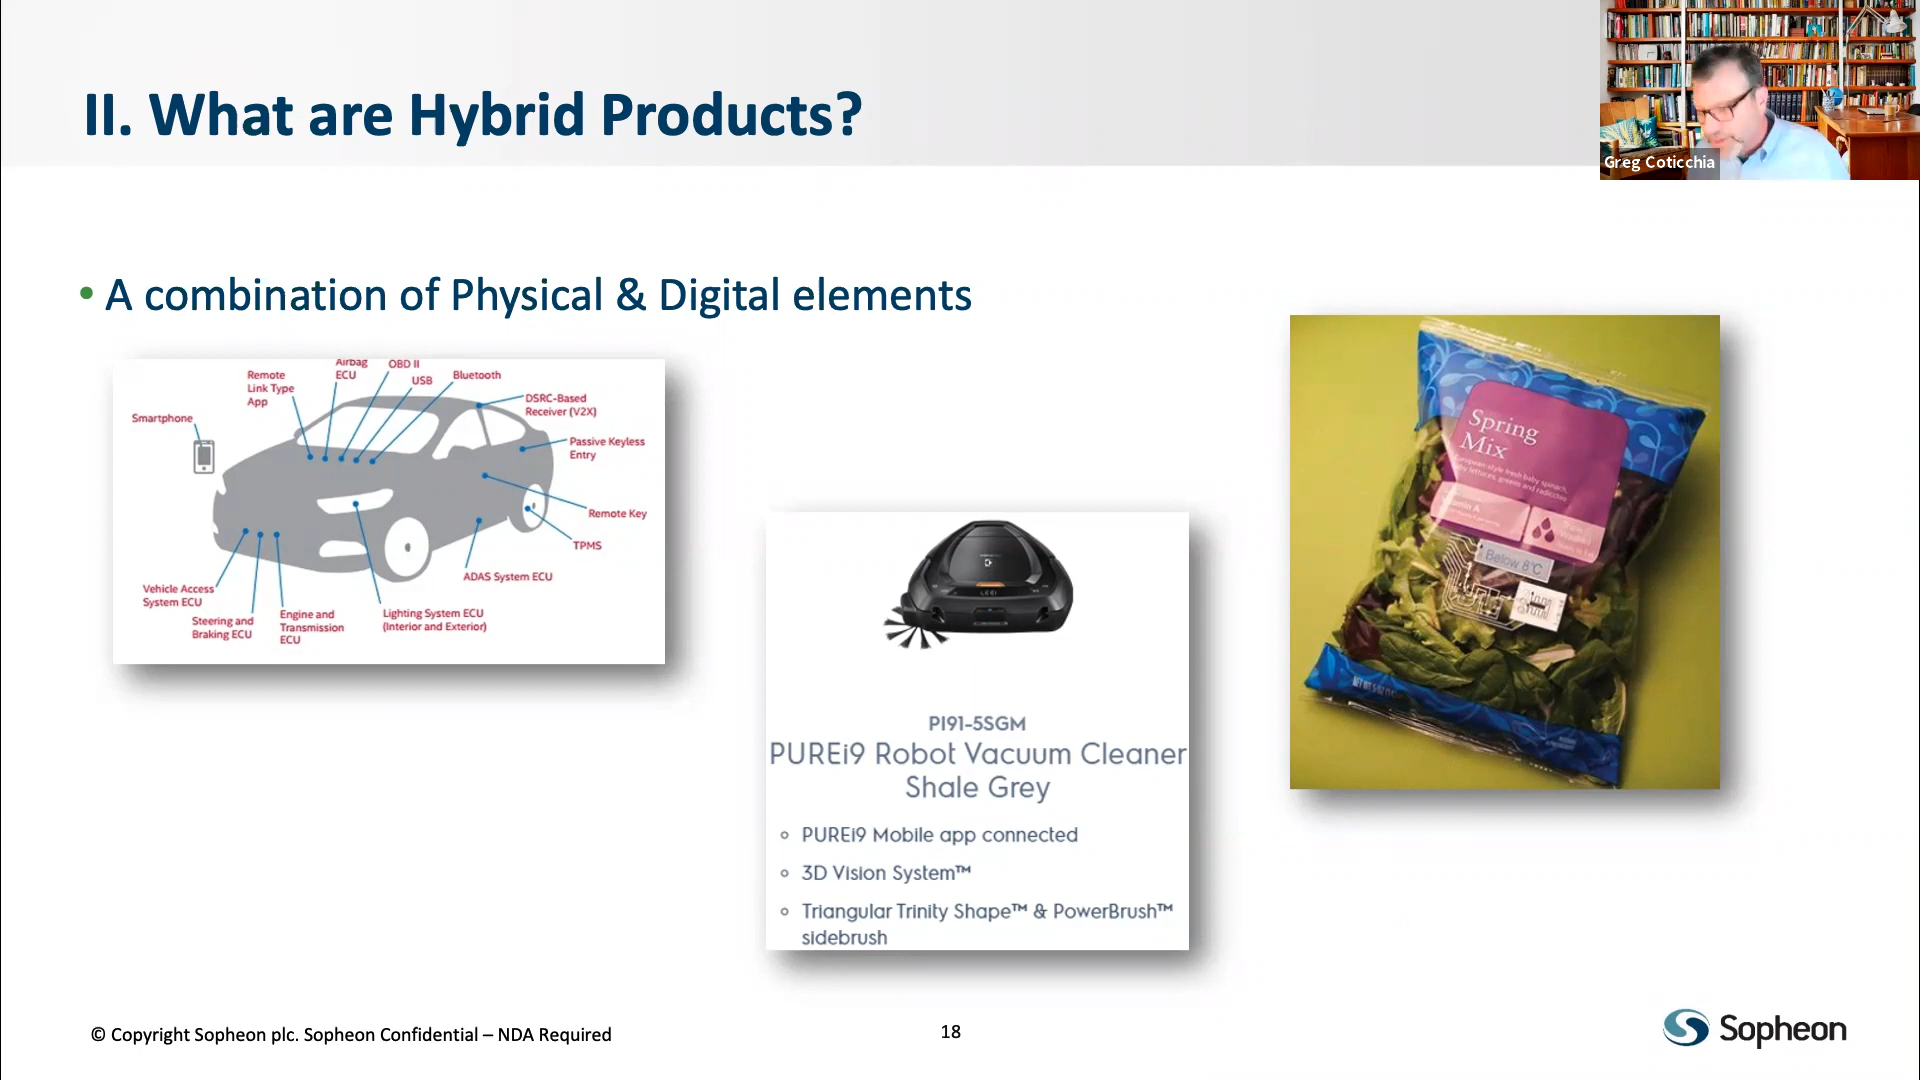 II. What are Hybrid Products?
Greg Coticchia
• A combination of Physical & Digital elements
Smartphone
Remote
Link Type
App
Airbag
ECU
OBD II
USB
Bluetooth
DSRC-Based
Receiver (V2X)
Passive Keyless
Entry
Remote Key
TPMS
ADAS System ECU
Lighting System ECU
(Interior and Exterior)
Engine and
Transmission
ECU
Steering and
Braking ECU
Vehicle Access
System ECU
PI91-5SGM
PUREi9 Robot Vacuum Cleaner
Shale Grey
PUREi9 Mobile app connected
3D Vision System™
Triangular Trinity Shape™ & PowerBrush™
sidebrush
Spring
Mix
Below 8°C
© Copyright Sopheon plc. Sopheon Confidential – NDA Required
18
Sopheon